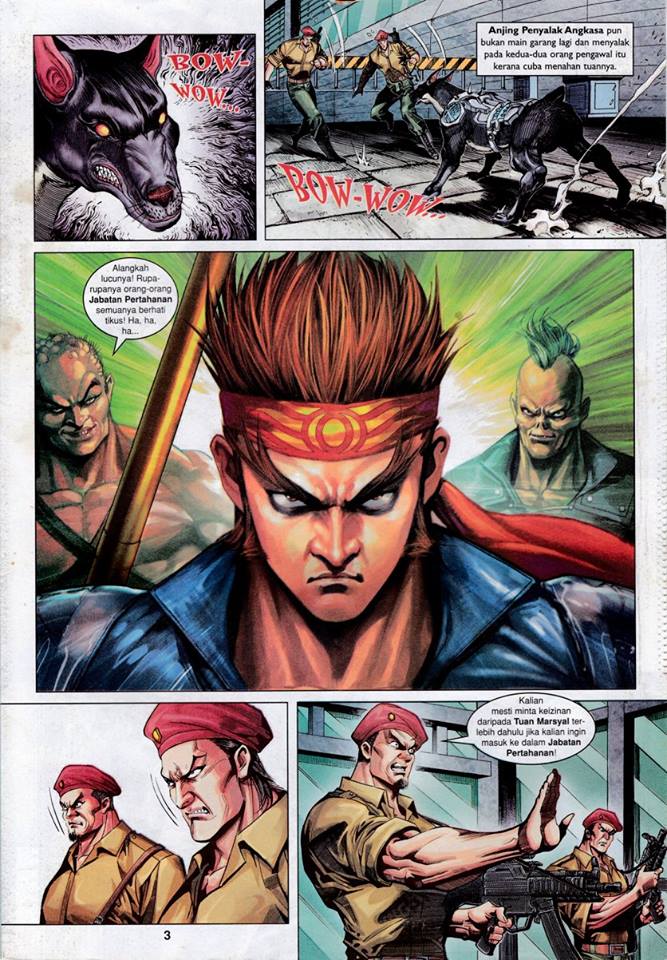 BOW-
WOW...
Anjing Penyalak Angkasa pun
bukan main garang lagi dan menyalak
pada kedua-dua orang pengawal itu
kerana cuba menahan tuannya.
BOW-WOW...
Alangkah
lucunya! Rupa-
rupanya orang-orang
Jabatan Pertahanan
semuanya berhati
tikus! Ha, ha,
ha...
Kalian
mesti minta keizinan
daripada Tuan Marsyal ter-
lebih dahulu jika kalian ingin
masuk ke dalam Jabatan
Pertahanan!
3